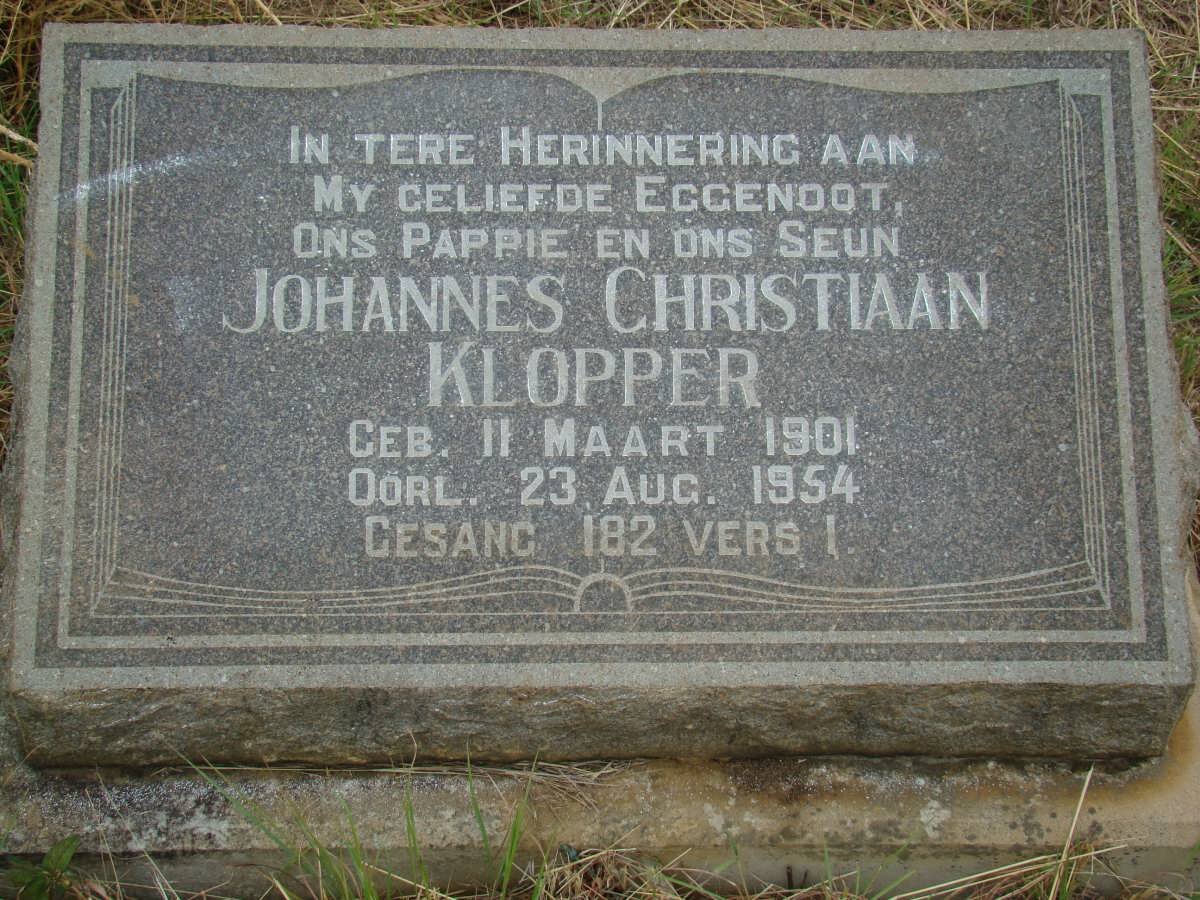 In tere Herinnering aan
My geliefde Eggenoot,
Ons Pappie en ons Seun
Johannes Christiaan
Klopper
Geb. 11 Maart 1901
Oorl. 23 Aug. 1954
Gesang 182 vers 1.